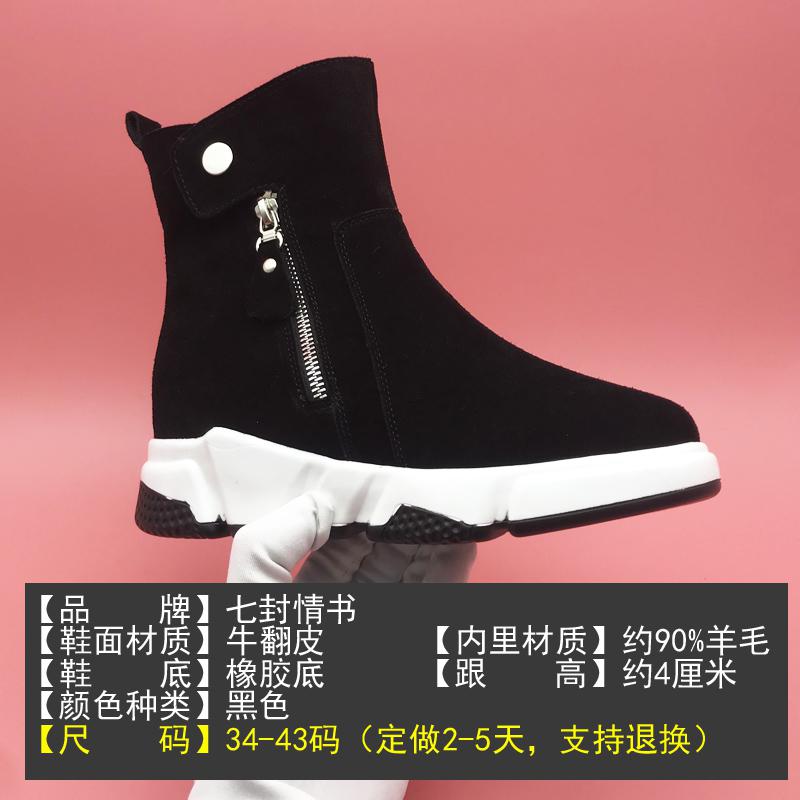 【品　　牌】七封情书
【鞋面材质】牛翻皮　【内里材质】约90%羊毛
【鞋　　底】橡胶底　【跟　　高】约4厘米
【颜色种类】黑色
【尺　　码】34-43码（定做2-5天，支持退换）